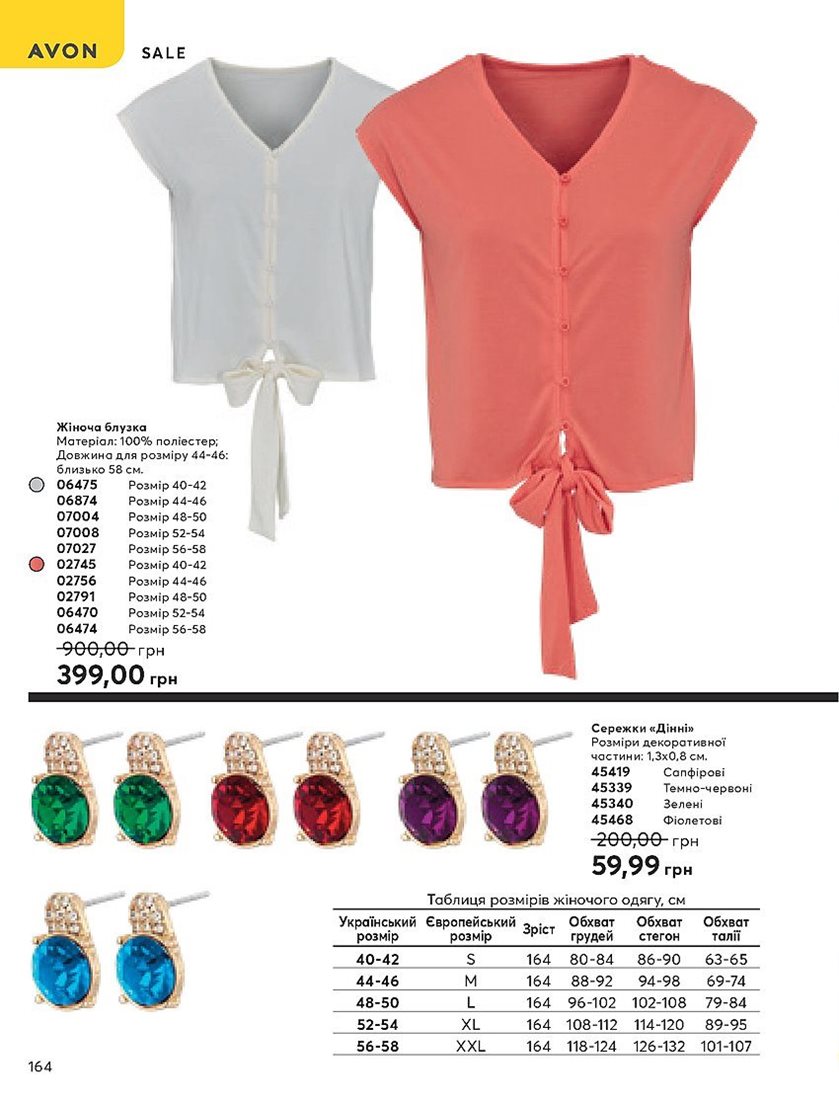 AVON
SALE
Жіноча блузка
Матеріал: 100% поліестер;
Довжина для розміру 44-46:
близько 58 см.
06475 Розмір 40-42
06874 Розмір 44-46
07004 Розмір 48-50
07008 Розмір 52-54
07027 Розмір 56-58
02745 Розмір 40-42
02756 Розмір 44-46
02791 Розмір 48-50
06470 Розмір 52-54
06474 Розмір 56-58
900,00 грн
399,00 грн
Сережки «Дінні»
Розміри декоративної
частини: 1,3х0,8 см.
45419 Сапфірові
45339 Темно-червоні
45340 Зелені
45468 Фіолетові
200,00 грн
59,99 грн
Таблиця розмірів жіночого одягу, см
Український розмір Європейський розмір Зріст Обхват грудей Обхват стегон Обхват талії
40-42 S 164 80-84 86-90 63-65
44-46 M 164 88-92 94-98 69-74
48-50 L 164 96-102 102-108 79-84
52-54 XL 164 108-112 114-120 89-95
56-58 XXL 164 118-124 126-132 101-107
164